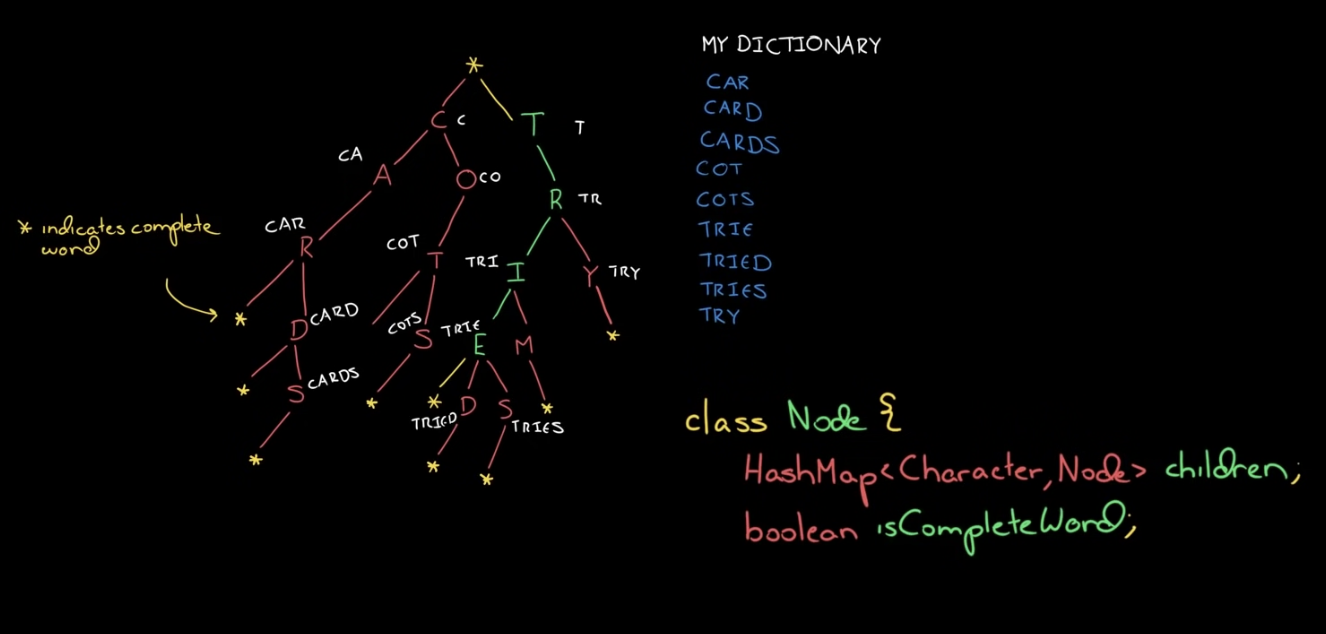 MY DICTIONARY
CAR
CARD
CARDS
COT
COTS
TRIE
TRIED
TRIES
TRY
*
C C
T T
CA
A
O CO
R TR
* indicates complete
word
CAR
R
COT
T
TRI
I
Y TRY
*
D CARD
COTS
S
TRIE
E
M
*
*
S CARDS
*
*
D
S
*
TRIED
TRIES
*
*
*
class Node {
HashMap<Character, Node> children;
boolean isCompleteWord;